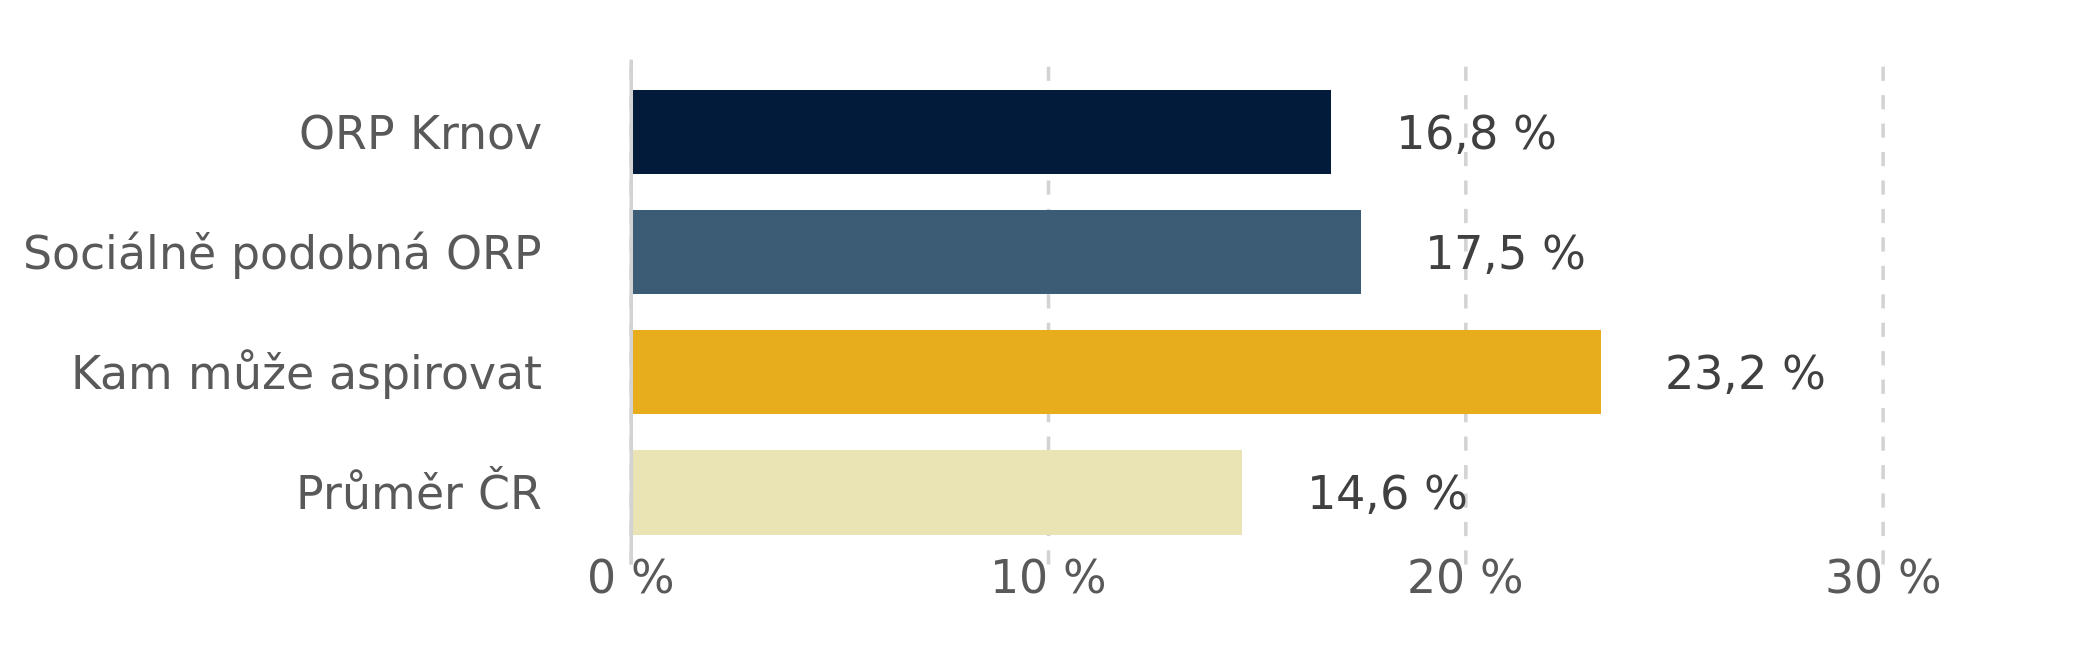 ORP Krnov 16,8 %
Sociálně podobná ORP 17,5 %
Kam může aspirovat 23,2 %
Průměr ČR 14,6 %
0 % 10 % 20 % 30 %